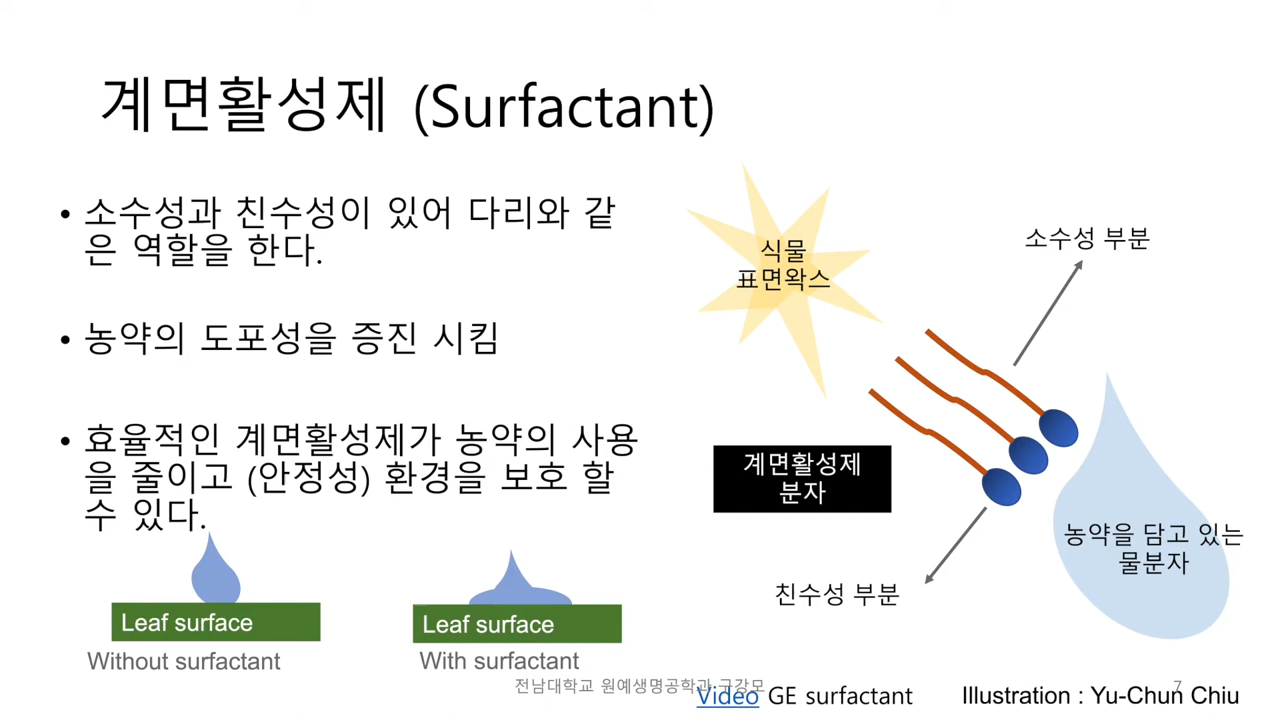 계면활성제 (Surfactant)
• 소수성과 친수성이 있어 다리와 같
은 역할을 한다.
• 농약의 도포성을 증진 시킴
• 효율적인 계면활성제가 농약의 사용
을 줄이고 (안정성) 환경을 보호 할
수 있다.
Leaf surface
Without surfactant
Leaf surface
With surfactant
식물
표면왁스
소수성 부분
계면활성제
분자
친수성 부분
농약을 담고 있는
물분자
전남대학교 원예생명공학과 구강모
Video GE surfactant
Illustration : Yu-Chun Chiu
7